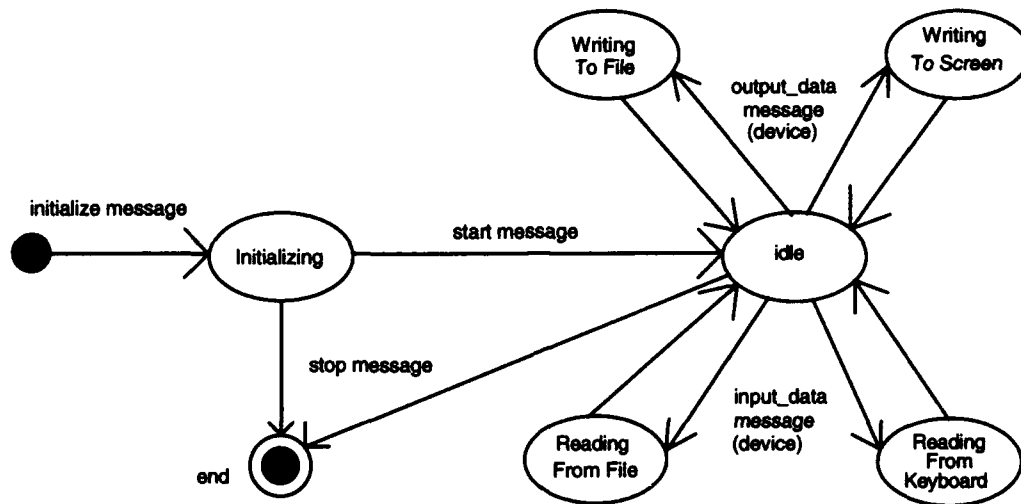 Writing
To File
Writing
To Screen
output_data
message
(device)
initialize message
Initializing
start message
idle
stop message
end
input_data
message
(device)
Reading
From File
Reading
From
Keyboard